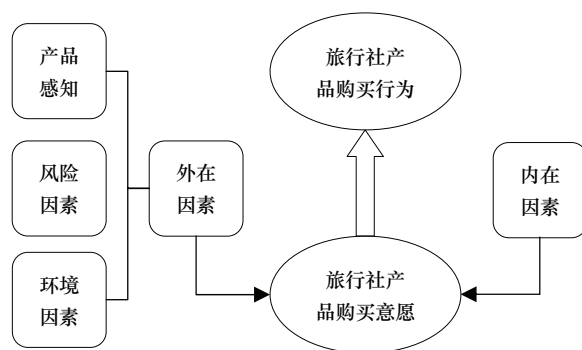 产品
感知
风险
因素
环境
因素
外在
因素
旅行社产
品购买行为
旅行社产
品购买意愿
内在
因素